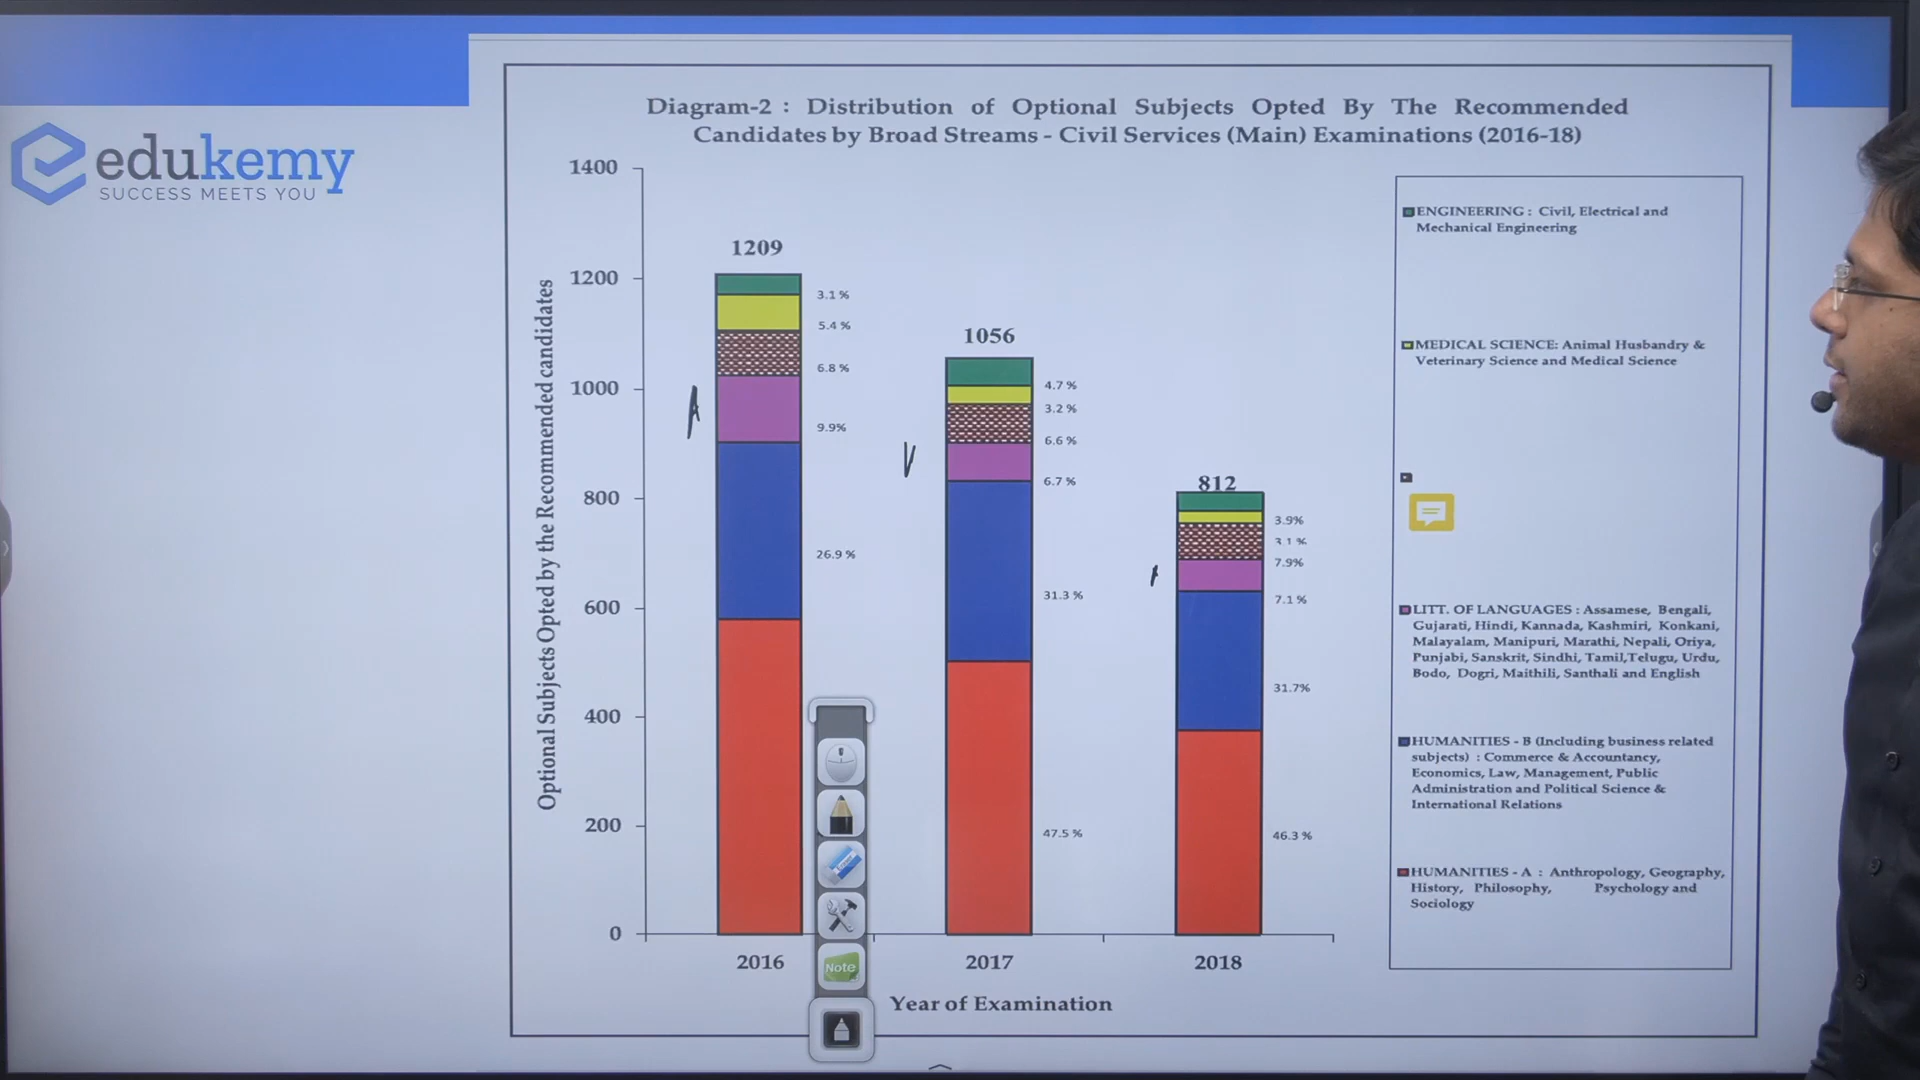 edukemy
SUCCESS MEETS YOU
Diagram-2 : Distribution of Optional Subjects Opted By The Recommended
Candidates by Broad Streams - Civil Services (Main) Examinations (2016-18)
Optional Subjects Opted by the Recommended candidates
1400
1200
1000
800
600
400
200
0
1209
3.1 %
5.4 %
6.8 %
9.9%
26.9 %
1056
4.7 %
3.2 %
6.6 %
6.7 %
31.3 %
47.5 %
812
3.9%
3.1 %
7.9%
7.1 %
31.7%
46.3 %
2016
2017
2018
Year of Examination
ENGINEERING : Civil, Electrical and
Mechanical Engineering
MEDICAL SCIENCE: Animal Husbandry &
Veterinary Science and Medical Science
LITT. OF LANGUAGES : Assamese, Bengali,
Gujarati, Hindi, Kannada, Kashmiri, Konkani,
Malayalam, Manipuri, Marathi, Nepali, Oriya,
Punjabi, Sanskrit, Sindhi, Tamil,Telugu, Urdu,
Bodo, Dogri, Maithili, Santhali and English
HUMANITIES - B (Including business related
subjects) : Commerce & Accountancy,
Economics, Law, Management, Public
Administration and Political Science &
International Relations
HUMANITIES - A : Anthropology, Geography,
History, Philosophy, Psychology and
Sociology
Note